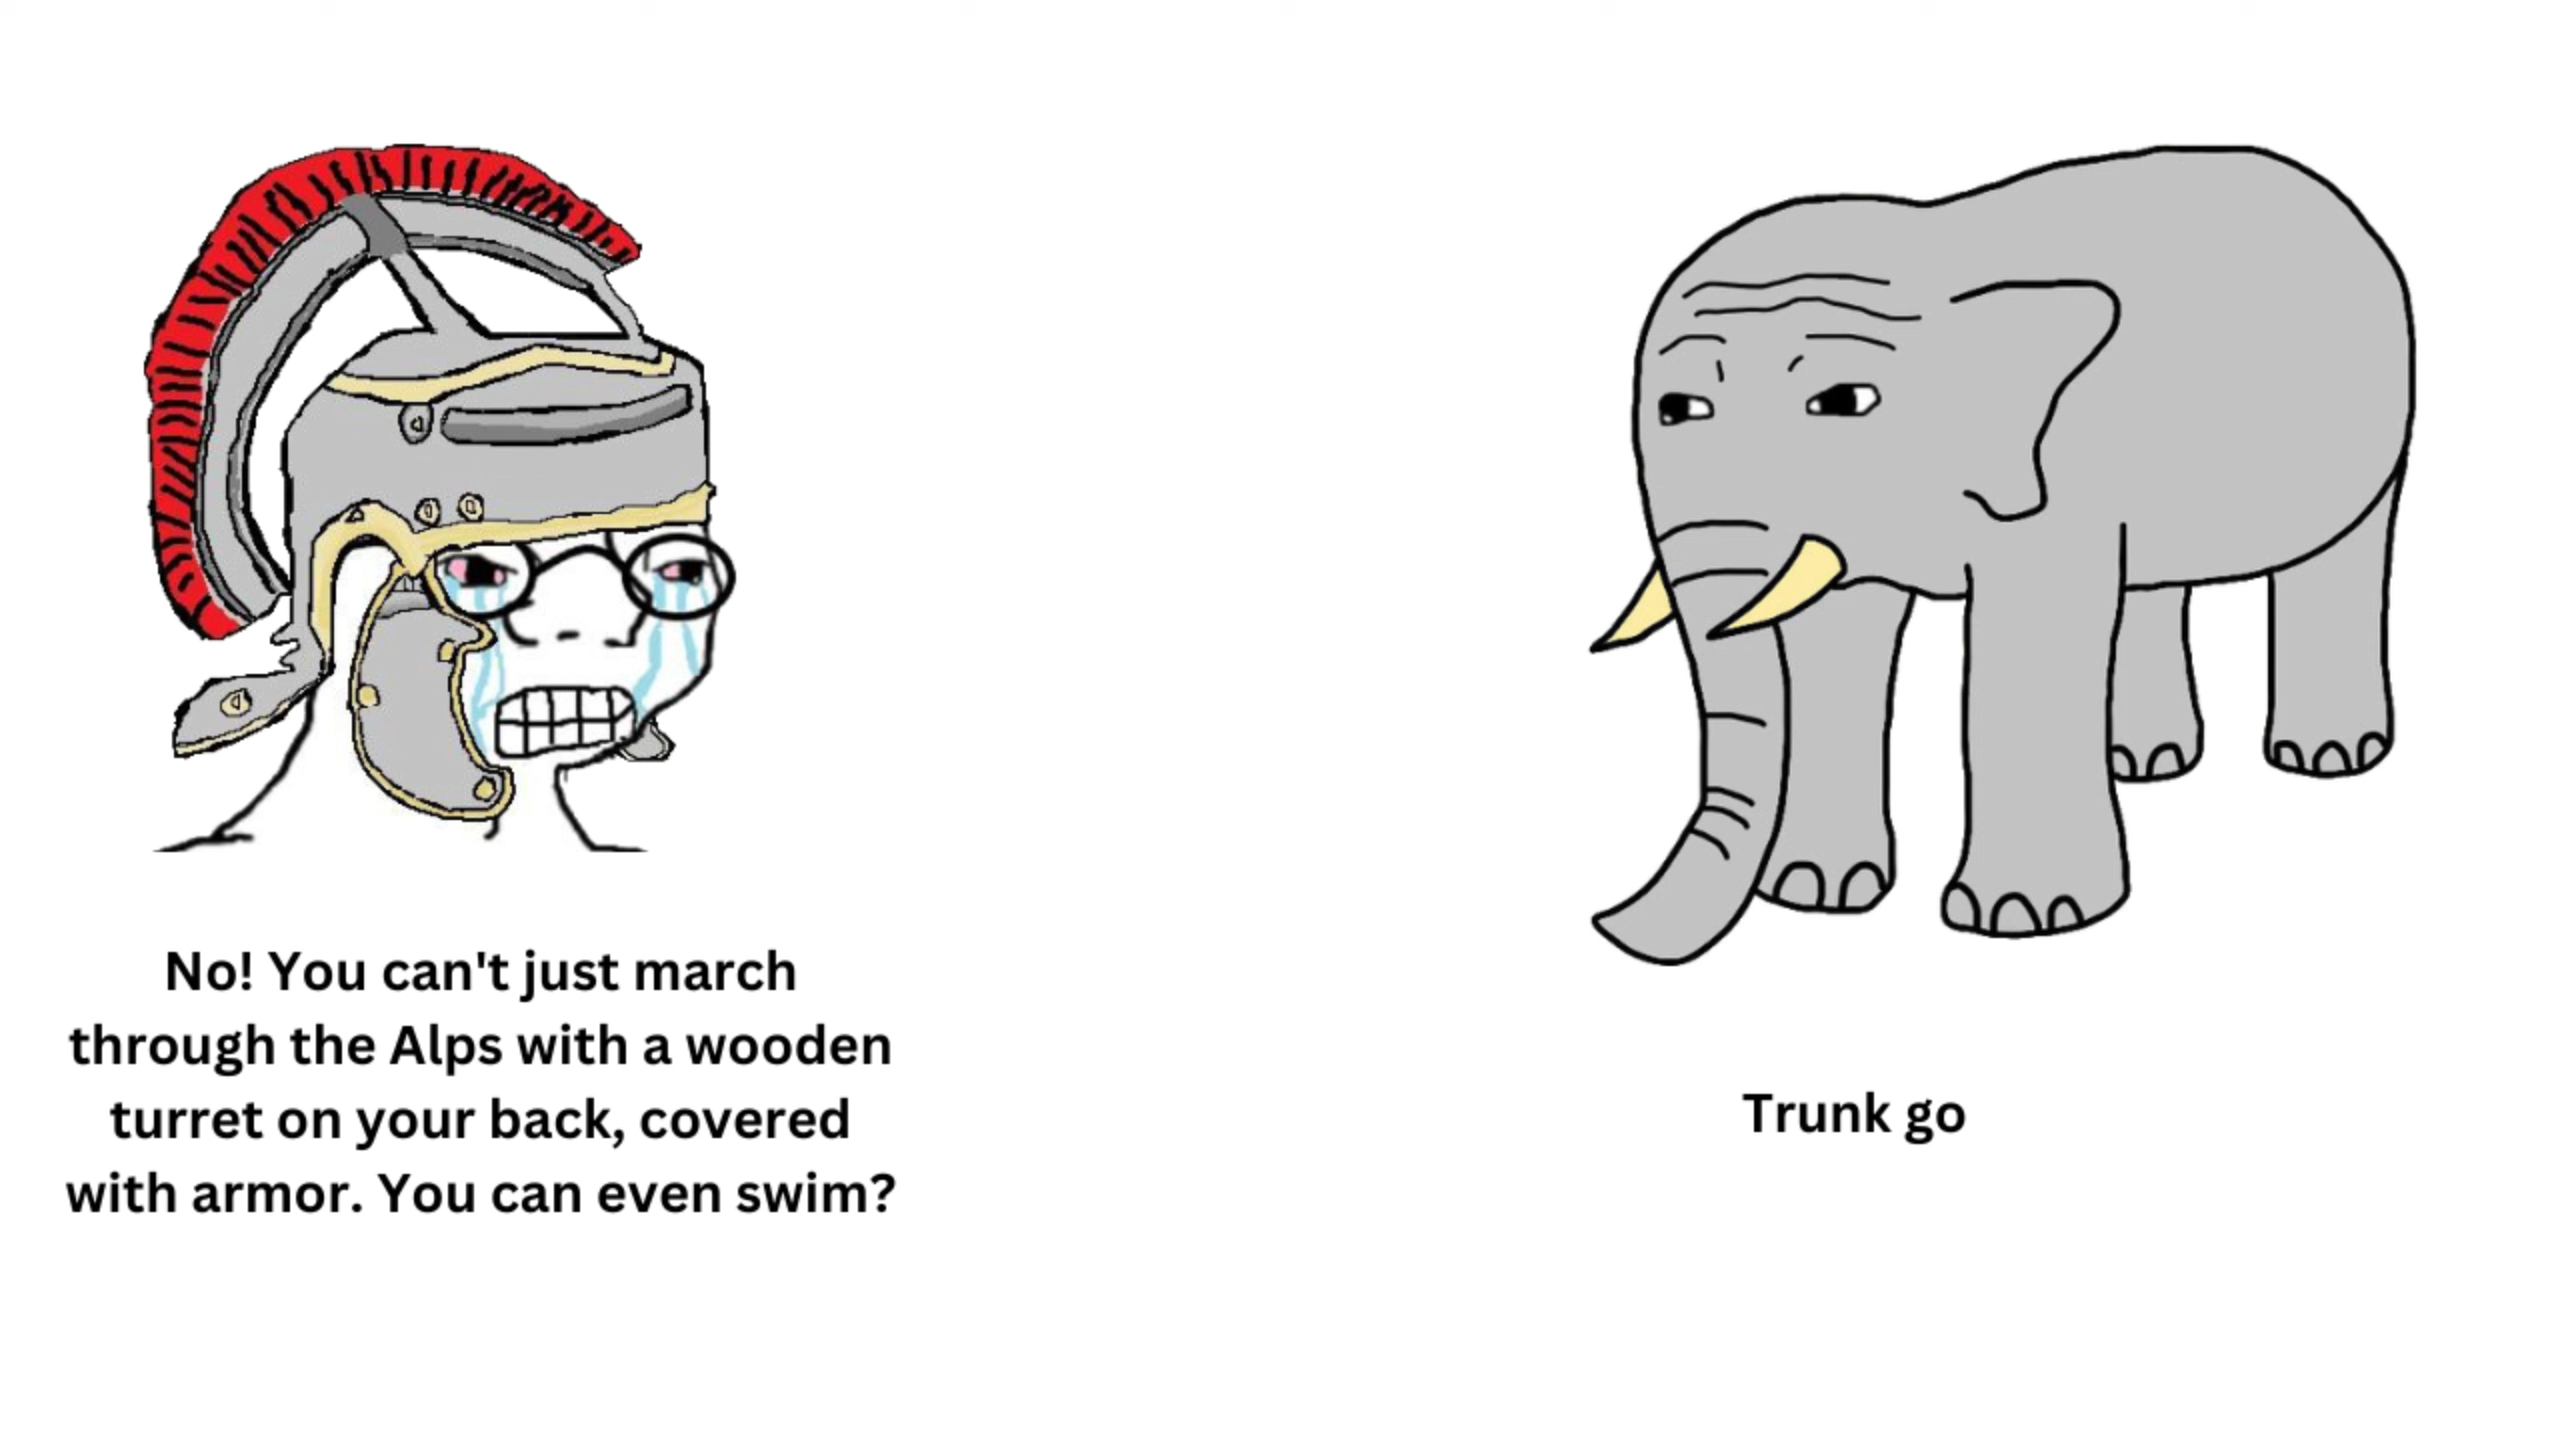 No! You can't just march
through the Alps with a wooden
turret on your back, covered
with armor. You can even swim?
Trunk go